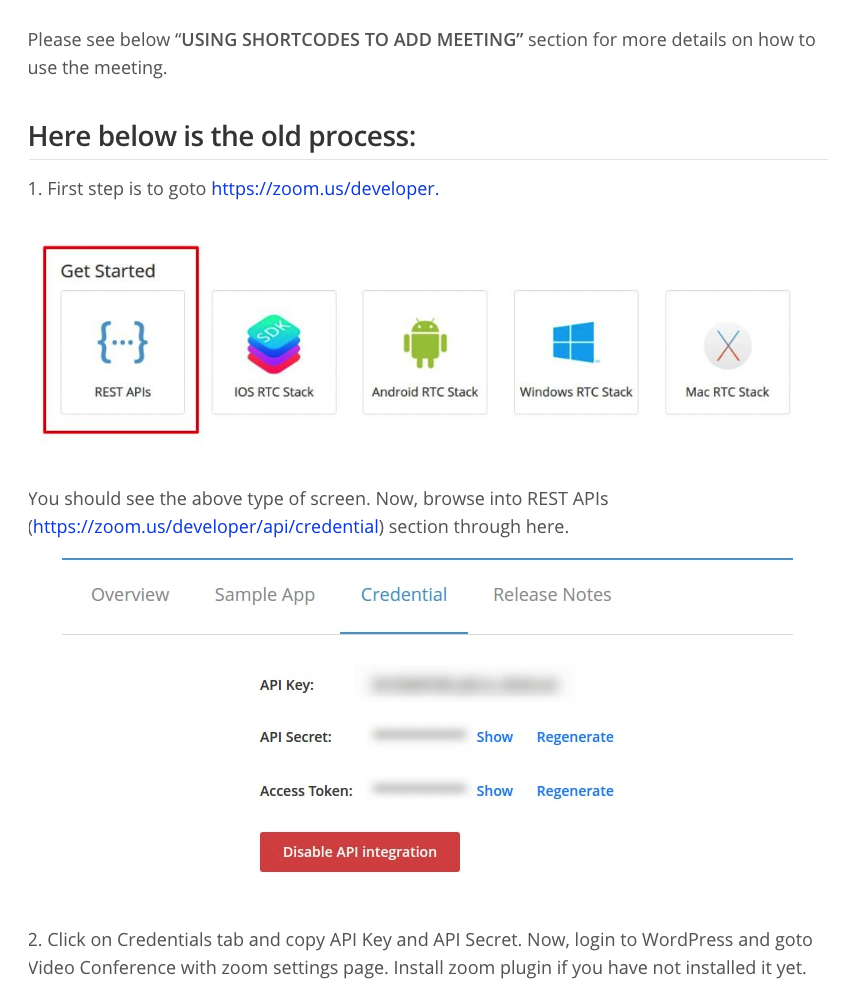 Please see below “USING SHORTCODES TO ADD MEETING” section for more details on how to
use the meeting.
Here below is the old process:
1. First step is to goto https://zoom.us/developer.
Get Started
SDK
REST APIs
IOS RTC Stack
Android RTC Stack
Windows RTC Stack
Mac RTC Stack
You should see the above type of screen. Now, browse into REST APIs
(https://zoom.us/developer/api/credential) section through here.
Overview Sample App Credential Release Notes
API Key:
API Secret: Show Regenerate
Access Token: Show Regenerate
Disable API integration
2. Click on Credentials tab and copy API Key and API Secret. Now, login to WordPress and goto
Video Conference with zoom settings page. Install zoom plugin if you have not installed it yet.